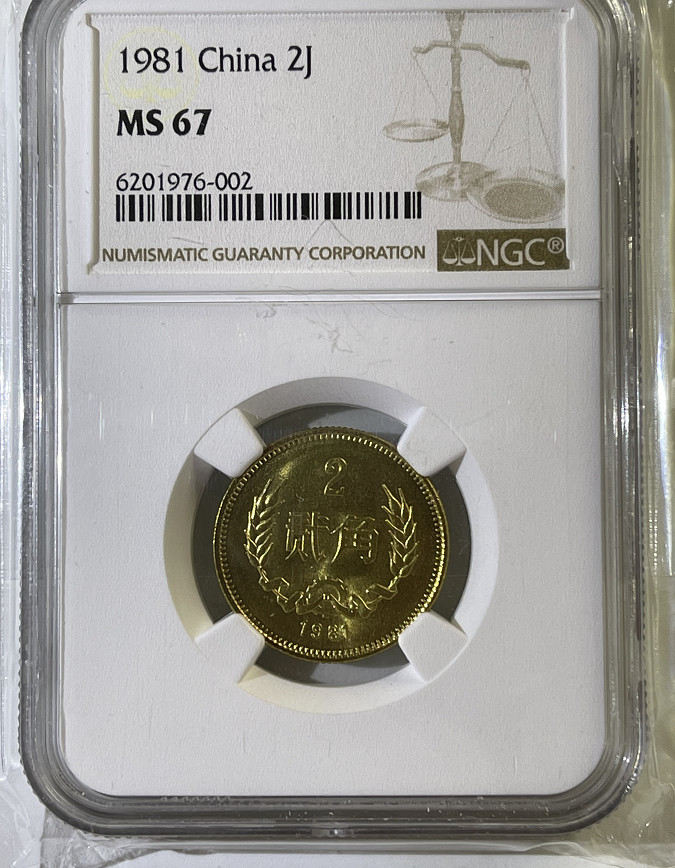 1981 China 2J
MS 67
6201976-002
NUMISMATIC GUARANTY CORPORATION
NGC®
2
贰角
1981